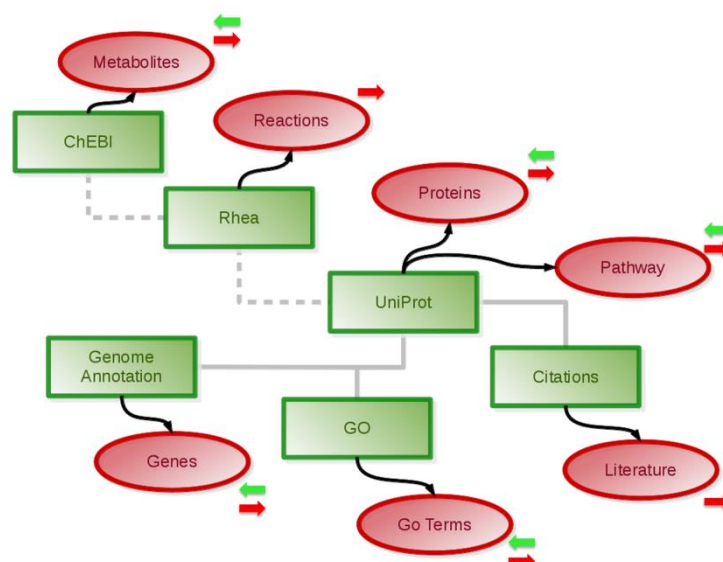 Metabolites
ChEBI
Reactions
Rhea
Proteins
Pathway
UniProt
Genome
Annotation
Citations
GO
Genes
Literature
Go Terms